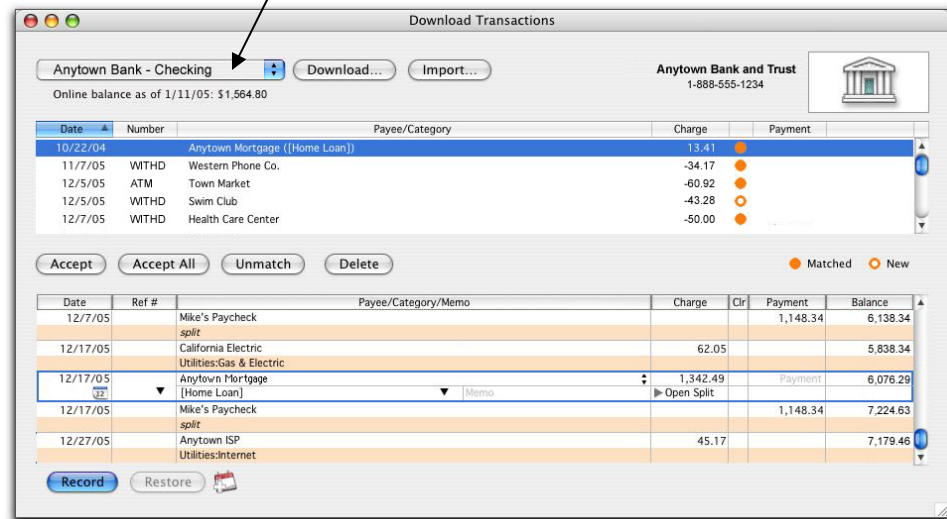 Download Transactions
Anytown Bank - Checking Download... Import... Anytown Bank and Trust
1-888-555-1234
Online balance as of 1/11/05: $1,564.80
Date Number Payee/Category Charge Payment
10/22/04 Anytown Mortgage ([Home Loan]) 13.41
11/7/05 WITHD Western Phone Co. -34.17
12/5/05 ATM Town Market -60.92
12/5/05 WITHD Swim Club -43.28
12/7/05 WITHD Health Care Center -50.00
Accept Accept All Unmatch Delete Matched New
Date Ref # Payee/Category/Memo Charge Clr Payment Balance
12/7/05 Mike's Paycheck 1,148.34 6,138.34
split
12/17/05 California Electric 62.05 5,838.34
Utilities:Gas & Electric
12/17/05 Anytown Mortgage 1,342.49 Payment 6,076.29
[Home Loan] Memo Open Split
12/17/05 Mike's Paycheck 1,148.34 7,224.63
split
12/27/05 Anytown ISP 45.17 7,179.46
Utilities:Internet
Record Restore